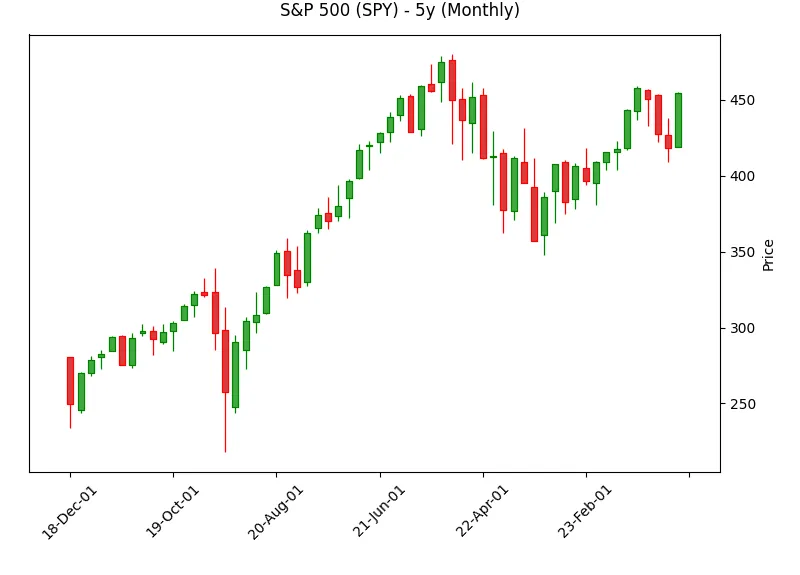 S&P 500 (SPY) - 5y (Monthly)
450
400
350
300
250
Price
18-Dec-01
19-Oct-01
20-Aug-01
21-Jun-01
22-Apr-01
23-Feb-01